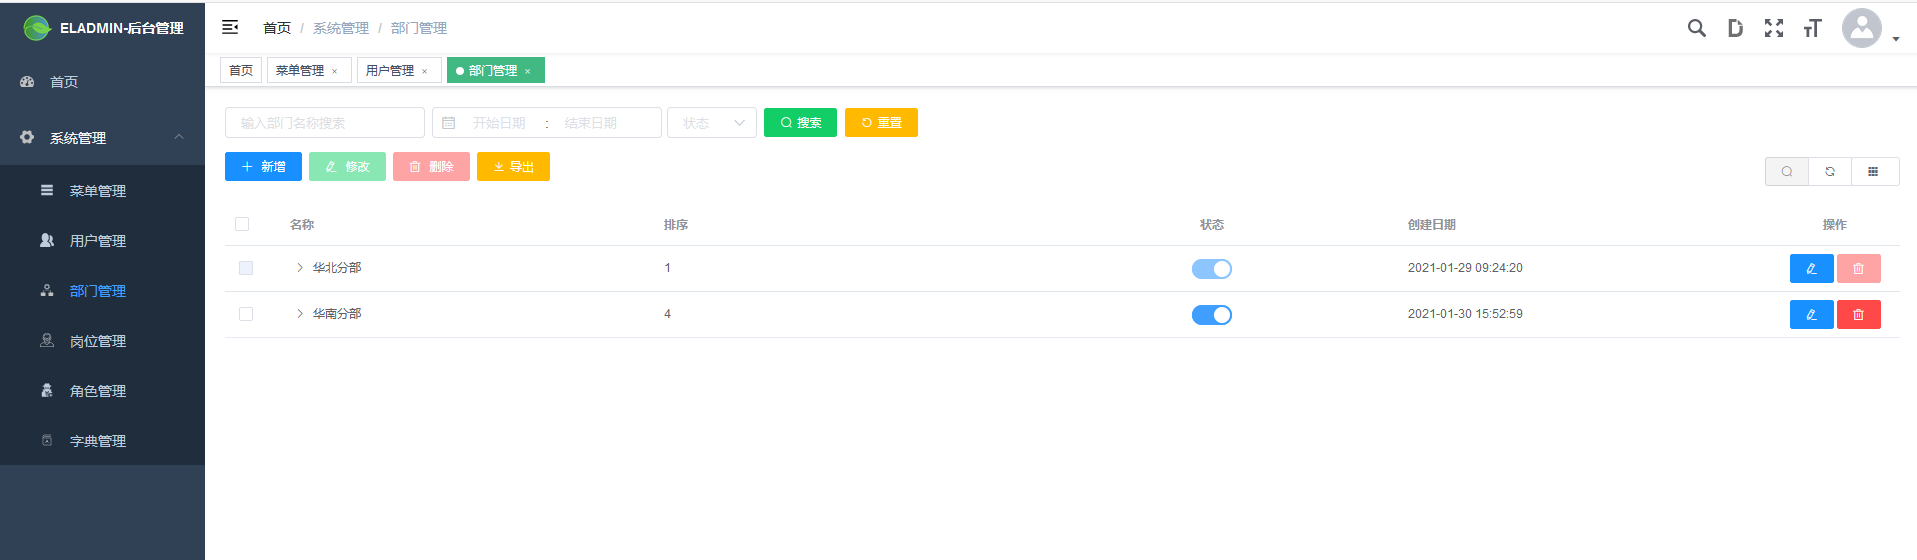 ELADMIN-后台管理
首页
系统管理
菜单管理
用户管理
部门管理
岗位管理
角色管理
字典管理
首页 / 系统管理 / 部门管理
首页 菜单管理 × 用户管理 × 部门管理 ×
输入部门名称搜索 开始日期 : 结束日期 状态 搜索 重置
新增 修改 删除 导出
名称 排序 状态 创建日期 操作
华北分部 1 2021-01-29 09:24:20
华南分部 4 2021-01-30 15:52:59